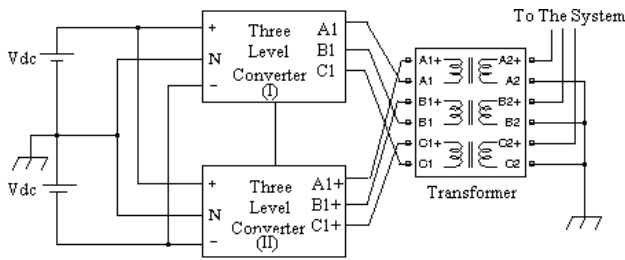 To The System
Vdc
Vdc
+
N
-
Three
Level
Converter
(I)
A1
B1
C1
+
N
-
Three
Level
Converter
(II)
A1+
B1+
C1+
A1+
A1
B1+
B1
C1+
C1
A2+
A2
B2+
B2
C2+
C2
Transformer